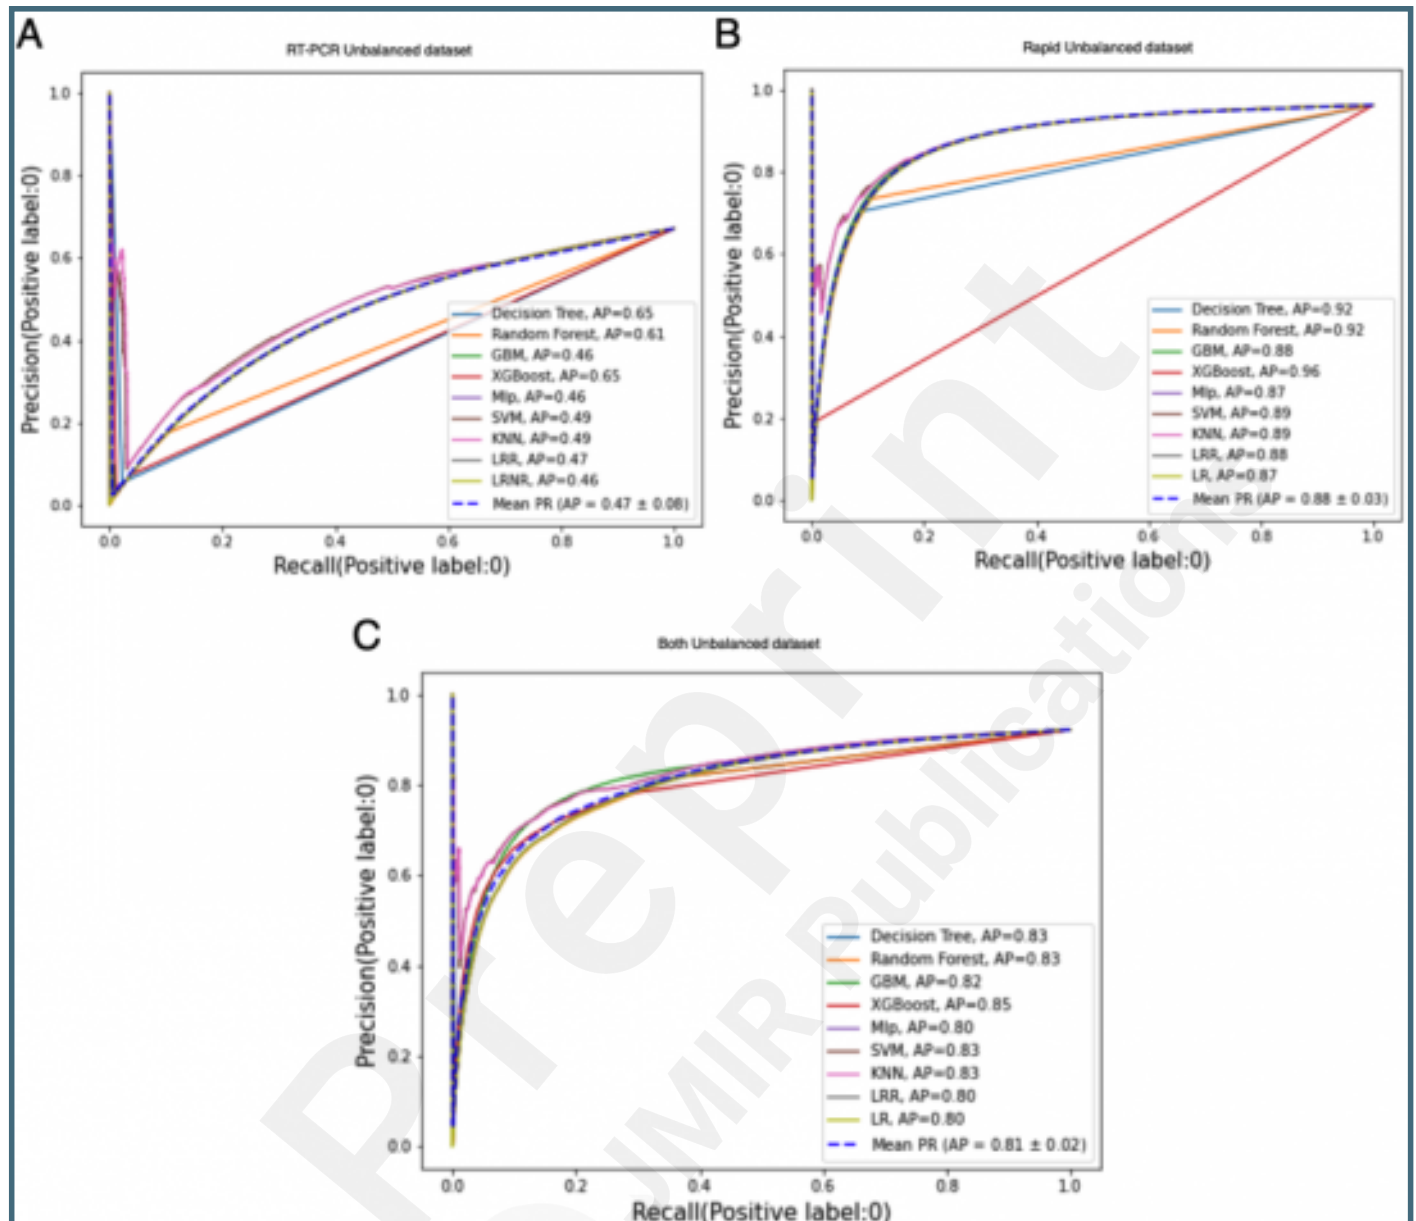 A
RT-PCR Unbalanced dataset
Precision(Positive label:0)
1.0
0.8
0.6
0.4
0.2
0.0
Decision Tree, AP=0.65
Random Forest, AP=0.61
GBM, AP=0.46
XGBoost, AP=0.65
Mlp, AP=0.46
SVM, AP=0.49
KNN, AP=0.49
LRR, AP=0.47
LRNR, AP=0.46
Mean PR (AP = 0.47 ± 0.08)
0.0 0.2 0.4 0.6 0.8 1.0
Recall(Positive label:0)
B
Rapid Unbalanced dataset
Precision(Positive label:0)
1.0
0.8
0.6
0.4
0.2
0.0
Decision Tree, AP=0.92
Random Forest, AP=0.92
GBM, AP=0.88
XGBoost, AP=0.96
Mlp, AP=0.87
SVM, AP=0.89
KNN, AP=0.89
LRR, AP=0.88
LR, AP=0.87
Mean PR (AP = 0.88 ± 0.03)
0.0 0.2 0.4 0.6 0.8 1.0
Recall(Positive label:0)
C
Both Unbalanced dataset
Precision(Positive label:0)
1.0
0.8
0.6
0.4
0.2
0.0
Decision Tree, AP=0.83
Random Forest, AP=0.83
GBM, AP=0.82
XGBoost, AP=0.85
Mlp, AP=0.80
SVM, AP=0.83
KNN, AP=0.83
LRR, AP=0.80
LR, AP=0.80
Mean PR (AP = 0.81 ± 0.02)
0.0 0.2 0.4 0.6 0.8 1.0
Recall(Positive label:0)
Preprint
JMIR Publications